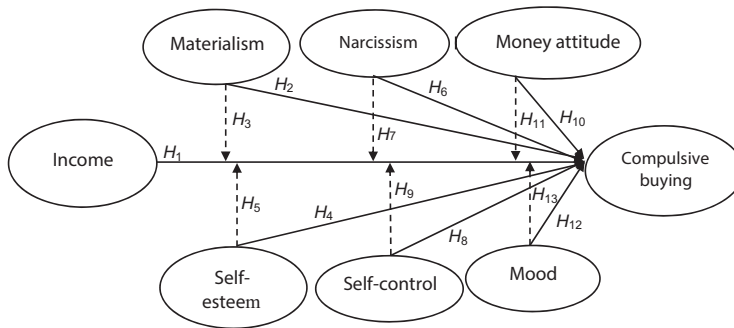 Materialism
Narcissism
Money attitude
H2
H6
H10
H3
H7
H11
Income
H1
Compulsive
buying
H5
H4
H9
H8
H13
H12
Self-
esteem
Self-control
Mood